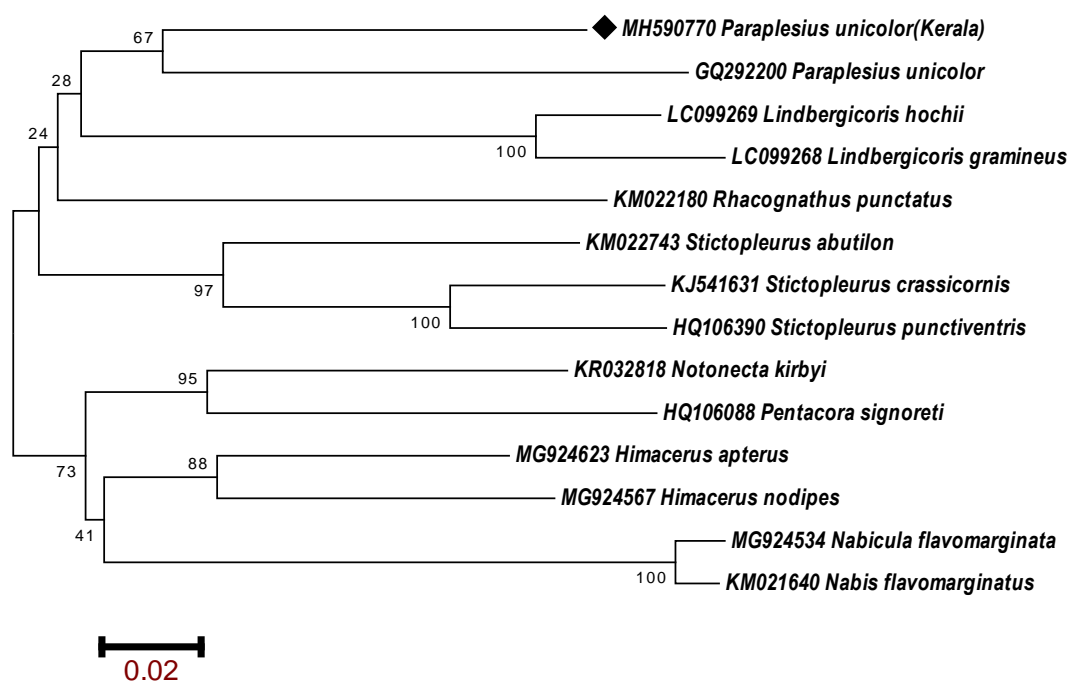 MH590770 Paraplesius unicolor(Kerala)
67
GQ292200 Paraplesius unicolor
28
LC099269 Lindbergicoris hochii
24
100
LC099268 Lindbergicoris gramineus
KM022180 Rhacognathus punctatus
KM022743 Stictopleurus abutilon
97
KJ541631 Stictopleurus crassicornis
100
HQ106390 Stictopleurus punctiventris
KR032818 Notonecta kirbyi
95
HQ106088 Pentacora signoreti
MG924623 Himacerus apterus
88
73
MG924567 Himacerus nodipes
41
MG924534 Nabicula flavomarginata
100
KM021640 Nabis flavomarginatus
0.02